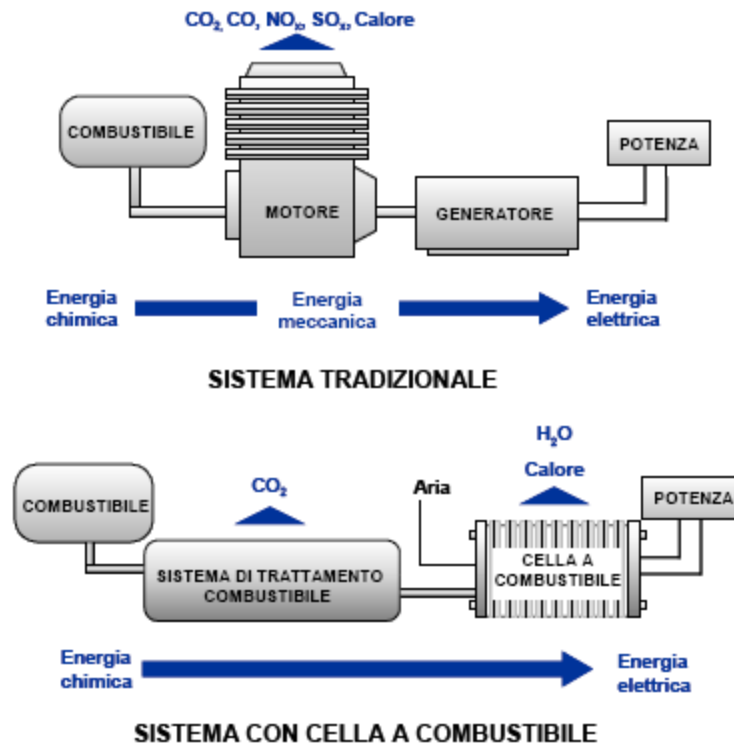 CO₂, CO, NOₓ, SOₓ, Calore
COMBUSTIBILE
POTENZA
MOTORE
GENERATORE
Energia
chimica
Energia
meccanica
Energia
elettrica
SISTEMA TRADIZIONALE
H₂O
Calore
CO₂
Aria
COMBUSTIBILE
POTENZA
SISTEMA DI TRATTAMENTO
COMBUSTIBILE
CELLA A
COMBUSTIBILE
Energia
chimica
Energia
elettrica
SISTEMA CON CELLA A COMBUSTIBILE